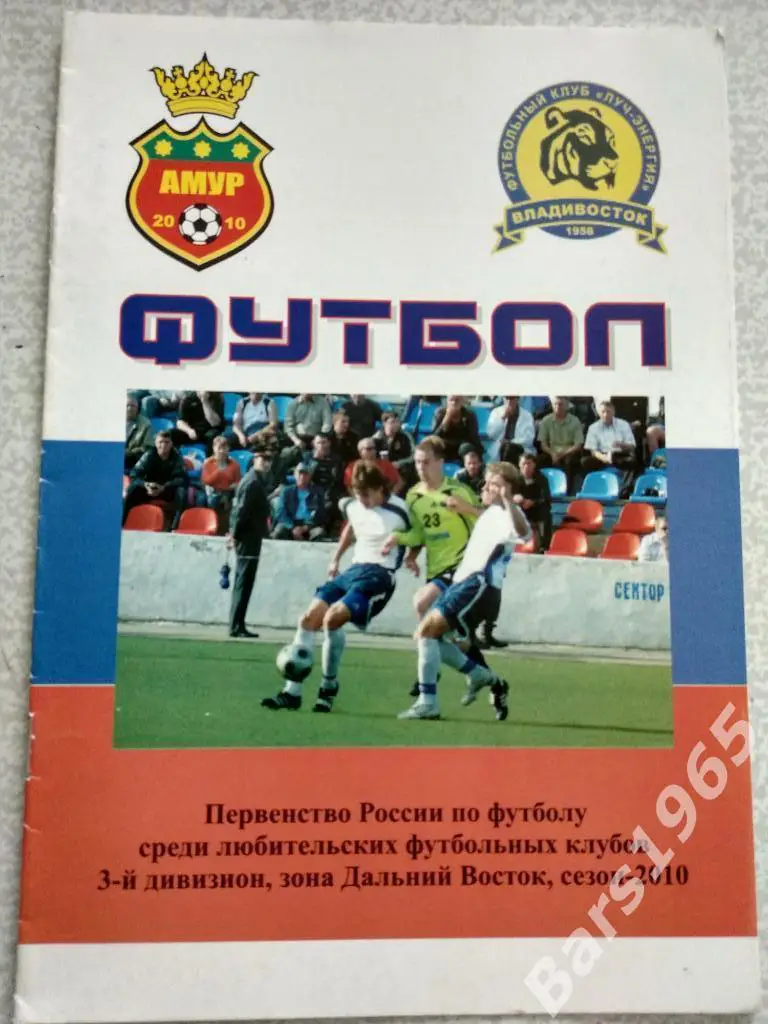 АМУР
20 10
ФУТБОЛЬНЫЙ КЛУБ "ЛУЧ-ЭНЕРГИЯ"
ВЛАДИВОСТОК
1958
ФУТБОЛ
23
СЕКТОР
Первенство России по футболу
среди любительских футбольных клубов
3-й дивизион, зона Дальний Восток, сезон-2010
Bars1965